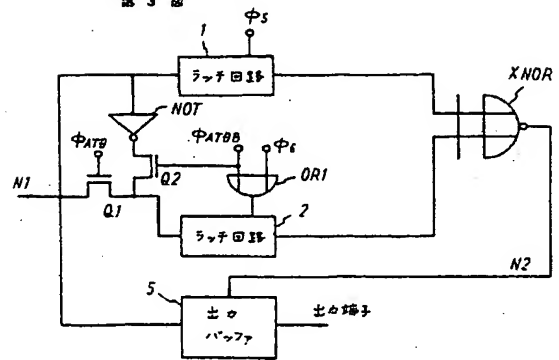 第 3 図
φ5
1
ラッチ回路
XNOR
NOT
φATBB
φ6
φATB
Q2
OR1
N1
Q1
2
ラッチ回路
N2
5
出力
バッファ
出力端子